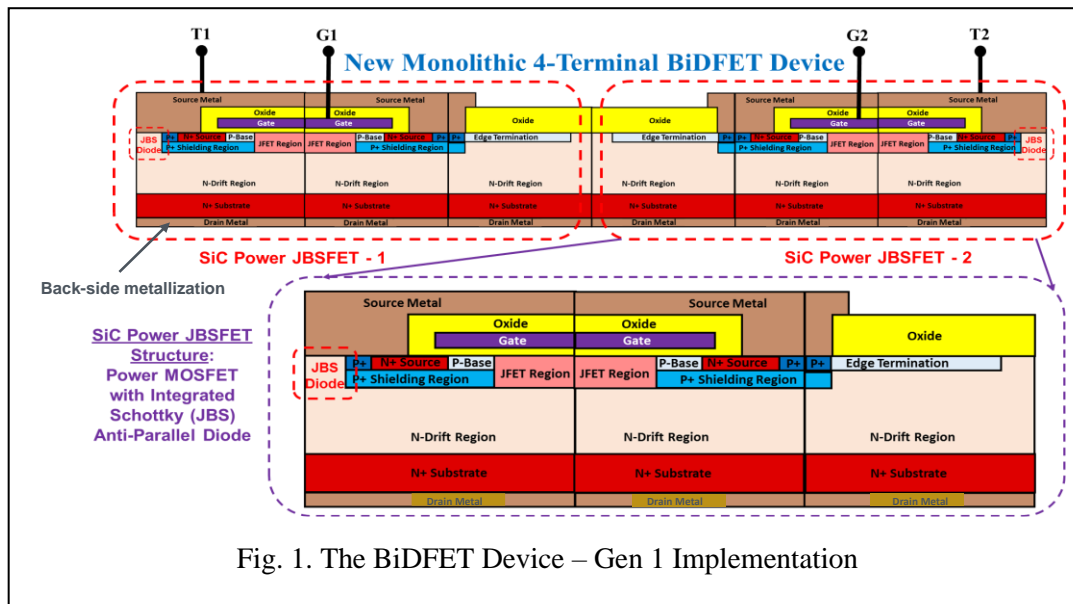 T1 G1 G2 T2
New Monolithic 4-Terminal BiDFET Device
Source Metal Source Metal Source Metal Source Metal
Oxide Oxide Oxide Oxide Oxide Oxide
Gate Gate Gate Gate
JBS Diode P+ N+ Source P-Base P-Base N+ Source P+ P+ Edge Termination Edge Termination P+ P+ N+ Source P-Base P-Base N+ Source P+ JBS Diode
P+ Shielding Region JFET Region JFET Region P+ Shielding Region P+ Shielding Region JFET Region JFET Region P+ Shielding Region
N-Drift Region N-Drift Region N-Drift Region N-Drift Region N-Drift Region N-Drift Region
N+ Substrate N+ Substrate N+ Substrate N+ Substrate N+ Substrate N+ Substrate
Drain Metal Drain Metal Drain Metal Drain Metal Drain Metal Drain Metal
SiC Power JBSFET - 1 SiC Power JBSFET - 2
Back-side metallization
SiC Power JBSFET
Structure:
Power MOSFET
with Integrated
Schottky (JBS)
Anti-Parallel Diode
Source Metal Source Metal
Oxide Oxide Oxide
Gate Gate
JBS
Diode
P+ N+ Source P-Base P-Base N+ Source P+ P+ Edge Termination
P+ Shielding Region JFET Region JFET Region P+ Shielding Region
N-Drift Region N-Drift Region N-Drift Region
N+ Substrate N+ Substrate N+ Substrate
Drain Metal Drain Metal Drain Metal
Fig. 1. The BiDFET Device – Gen 1 Implementation